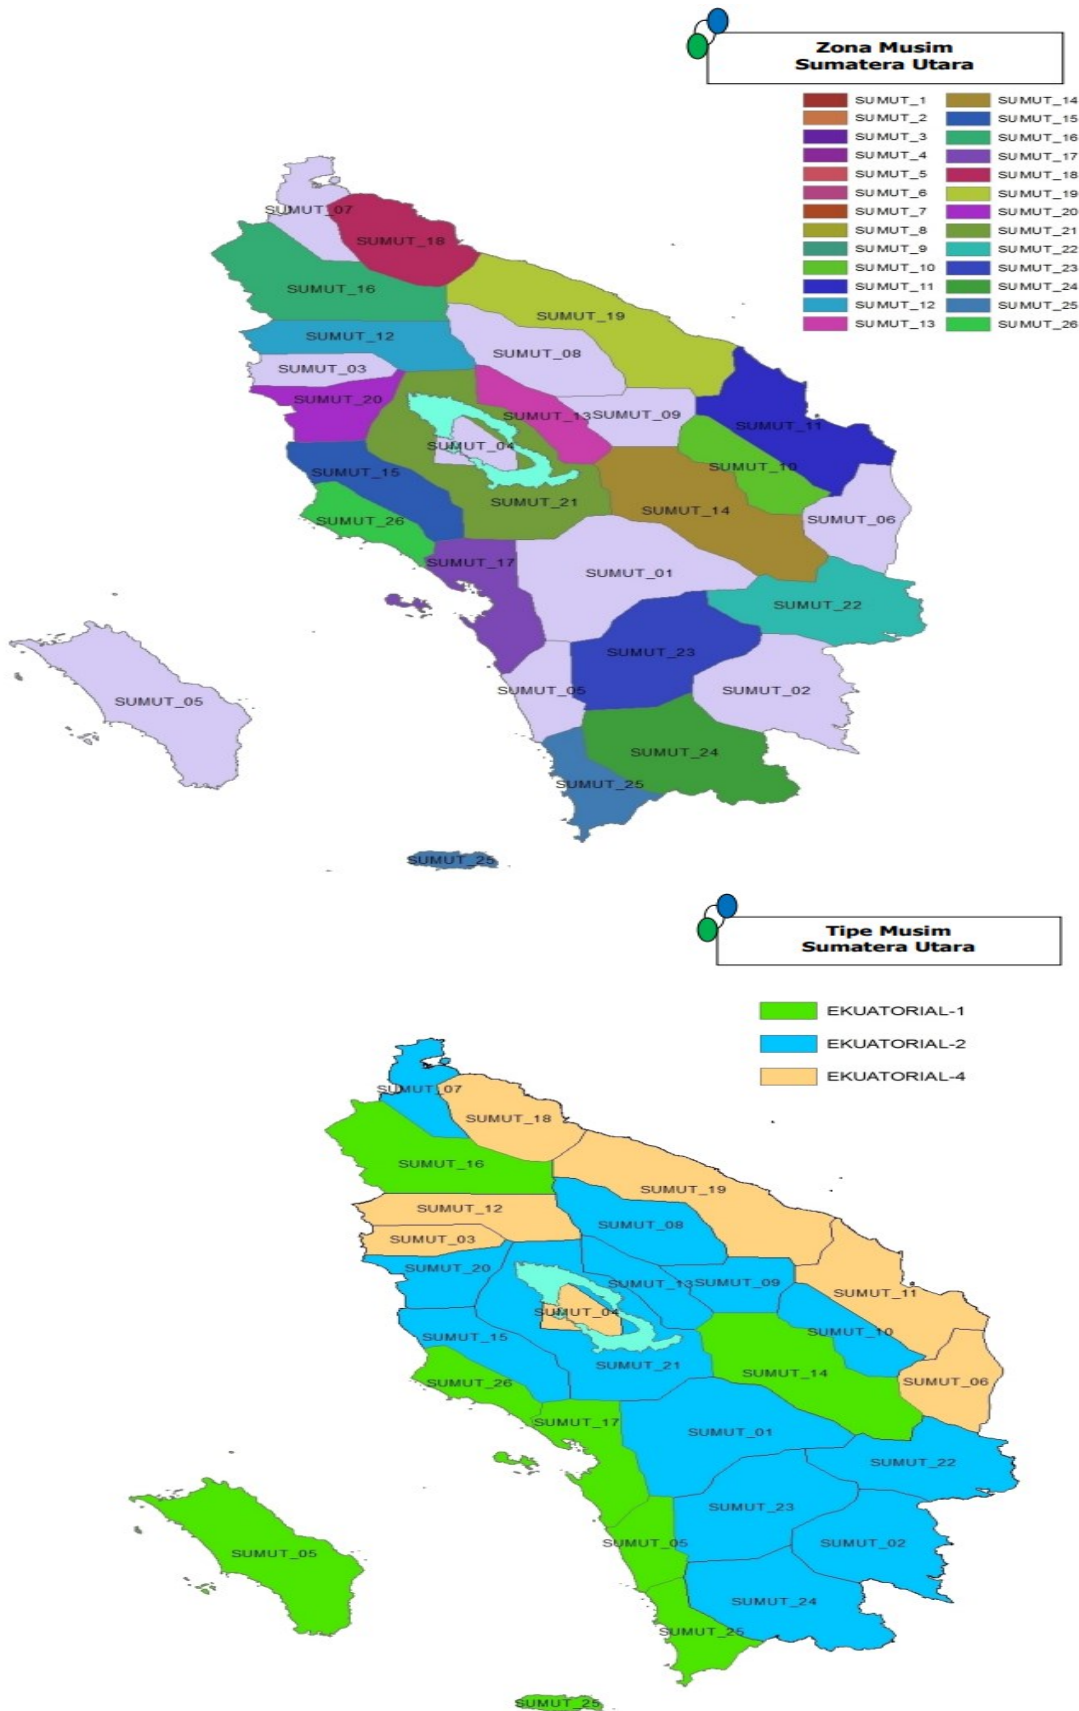 Zona Musim
Sumatera Utara
SUMUT_1
SUMUT_2
SUMUT_3
SUMUT_4
SUMUT_5
SUMUT_6
SUMUT_7
SUMUT_8
SUMUT_9
SUMUT_10
SUMUT_11
SUMUT_12
SUMUT_13
SUMUT_14
SUMUT_15
SUMUT_16
SUMUT_17
SUMUT_18
SUMUT_19
SUMUT_20
SUMUT_21
SUMUT_22
SUMUT_23
SUMUT_24
SUMUT_25
SUMUT_26
SUMUT_07
SUMUT_18
SUMUT_16
SUMUT_19
SUMUT_12
SUMUT_08
SUMUT_03
SUMUT_20
SUMUT_13
SUMUT_09
SUMUT_11
SUMUT_04
SUMUT_10
SUMUT_15
SUMUT_21
SUMUT_14
SUMUT_26
SUMUT_06
SUMUT_17
SUMUT_01
SUMUT_22
SUMUT_23
SUMUT_05
SUMUT_02
SUMUT_05
SUMUT_24
SUMUT_25
SUMUT_25
Tipe Musim
Sumatera Utara
EKUATORIAL-1
EKUATORIAL-2
EKUATORIAL-4
SUMUT_07
SUMUT_18
SUMUT_16
SUMUT_19
SUMUT_12
SUMUT_08
SUMUT_03
SUMUT_20
SUMUT_13
SUMUT_09
SUMUT_11
SUMUT_04
SUMUT_10
SUMUT_15
SUMUT_21
SUMUT_14
SUMUT_26
SUMUT_06
SUMUT_17
SUMUT_01
SUMUT_22
SUMUT_23
SUMUT_05
SUMUT_02
SUMUT_05
SUMUT_24
SUMUT_25
SUMUT_25